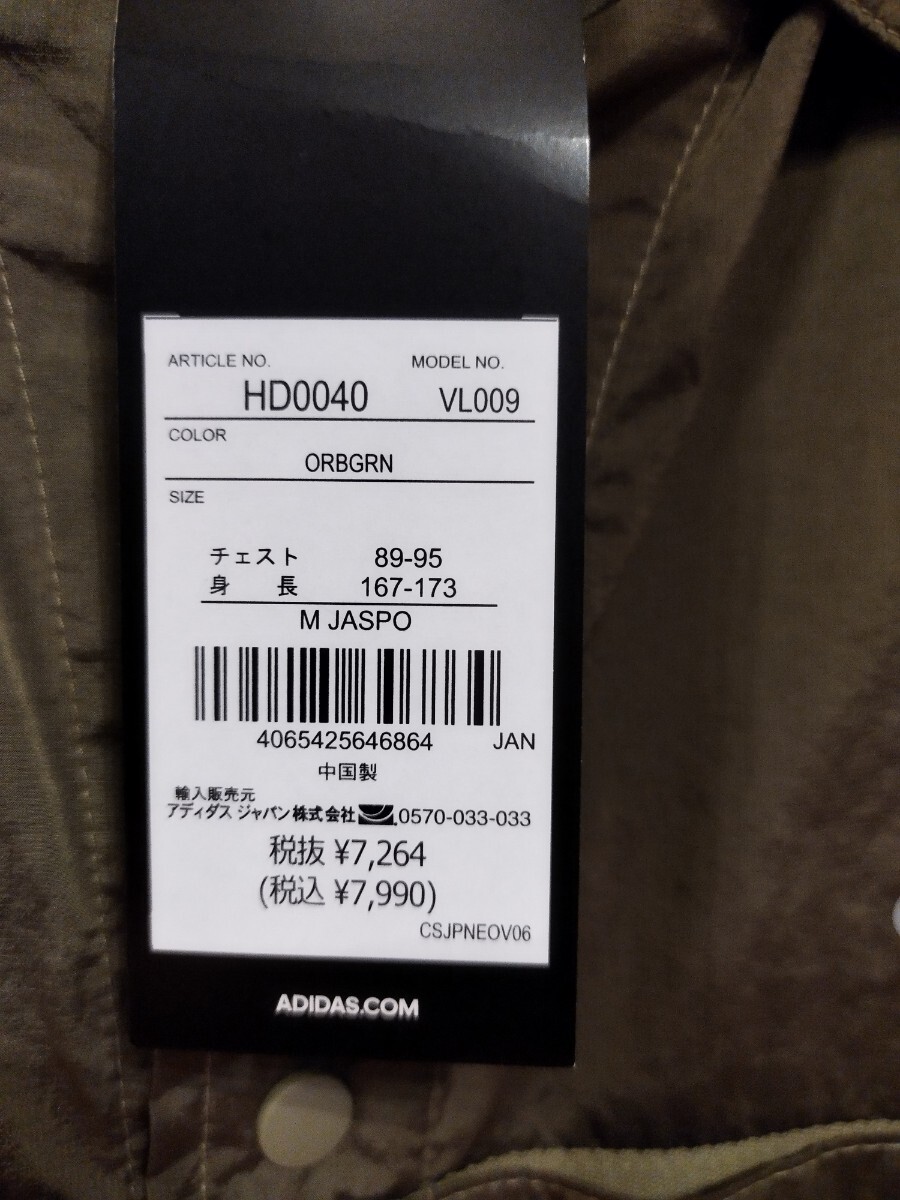 ARTICLE NO. MODEL NO.
HD0040 VL009
COLOR
ORBGRN
SIZE
チェスト 89-95
身長 167-173
M JASPO
4065425646864 JAN
中国製
輸入販売元
アディダス ジャパン株式会社 0570-033-033
税抜 ¥7,264
(税込 ¥7,990)
CSJPNEOV06
ADIDAS.COM